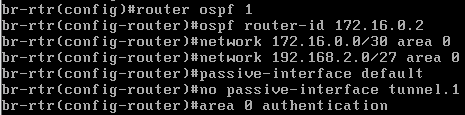 br-rtr(config)#router ospf 1
br-rtr(config-router)#ospf router-id 172.16.0.2
br-rtr(config-router)#network 172.16.0.0/30 area 0
br-rtr(config-router)#network 192.168.2.0/27 area 0
br-rtr(config-router)#passive-interface default
br-rtr(config-router)#no passive-interface tunnel.1
br-rtr(config-router)#area 0 authentication